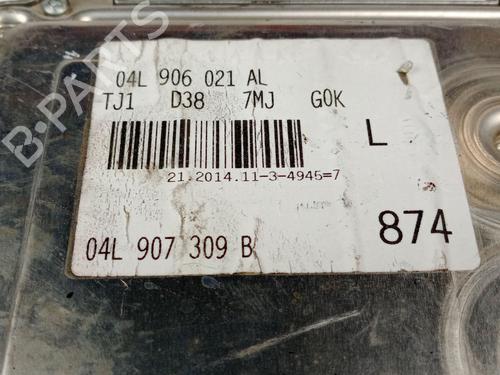 04L 906 021 AL
TJ1 D38 7MJ G0K
L
21.2014.11-3-4945=7
874
04L 907 309 B
B-PARTS